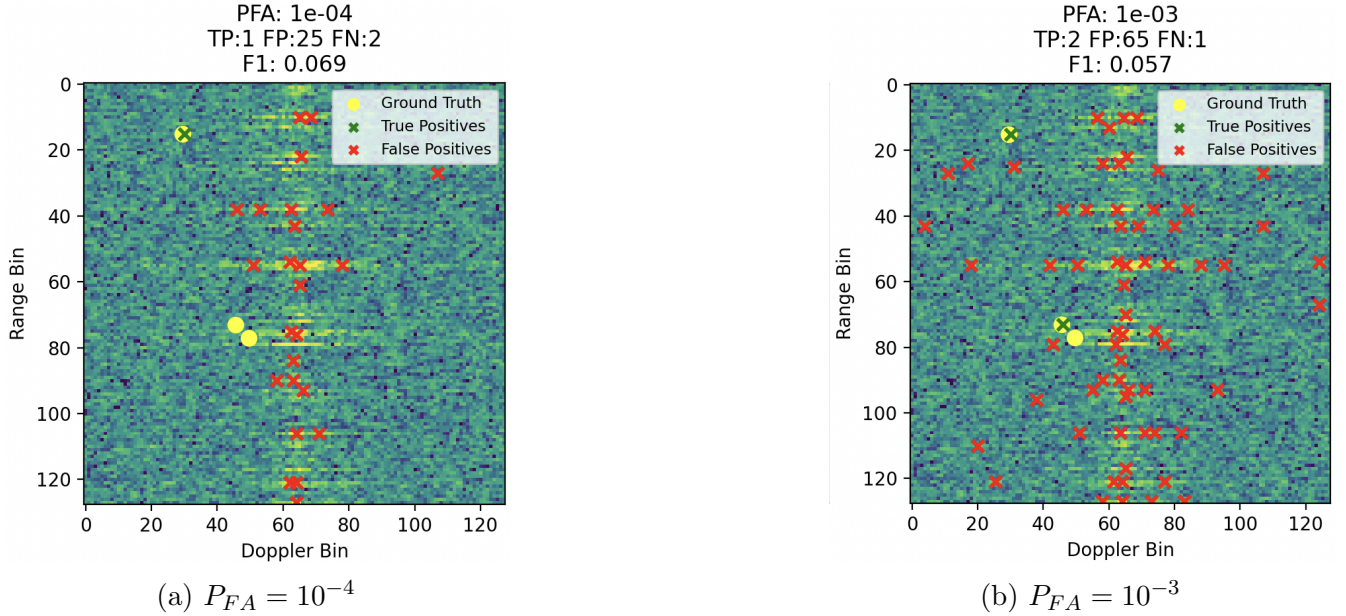 PFA: 1e-04
TP:1 FP:25 FN:2
F1: 0.069
Ground Truth
True Positives
False Positives
0
20
40
60
80
100
120
Range Bin
0 20 40 60 80 100 120
Doppler Bin
(a) P_{FA} = 10^{-4}
PFA: 1e-03
TP:2 FP:65 FN:1
F1: 0.057
Ground Truth
True Positives
False Positives
0
20
40
60
80
100
120
Range Bin
0 20 40 60 80 100 120
Doppler Bin
(b) P_{FA} = 10^{-3}